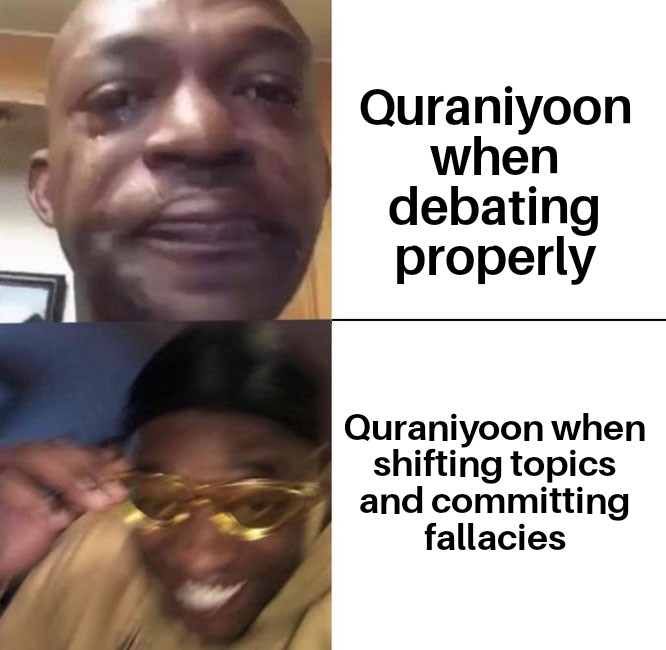 Quraniyoon
when
debating
properly
Quraniyoon when
shifting topics
and committing
fallacies